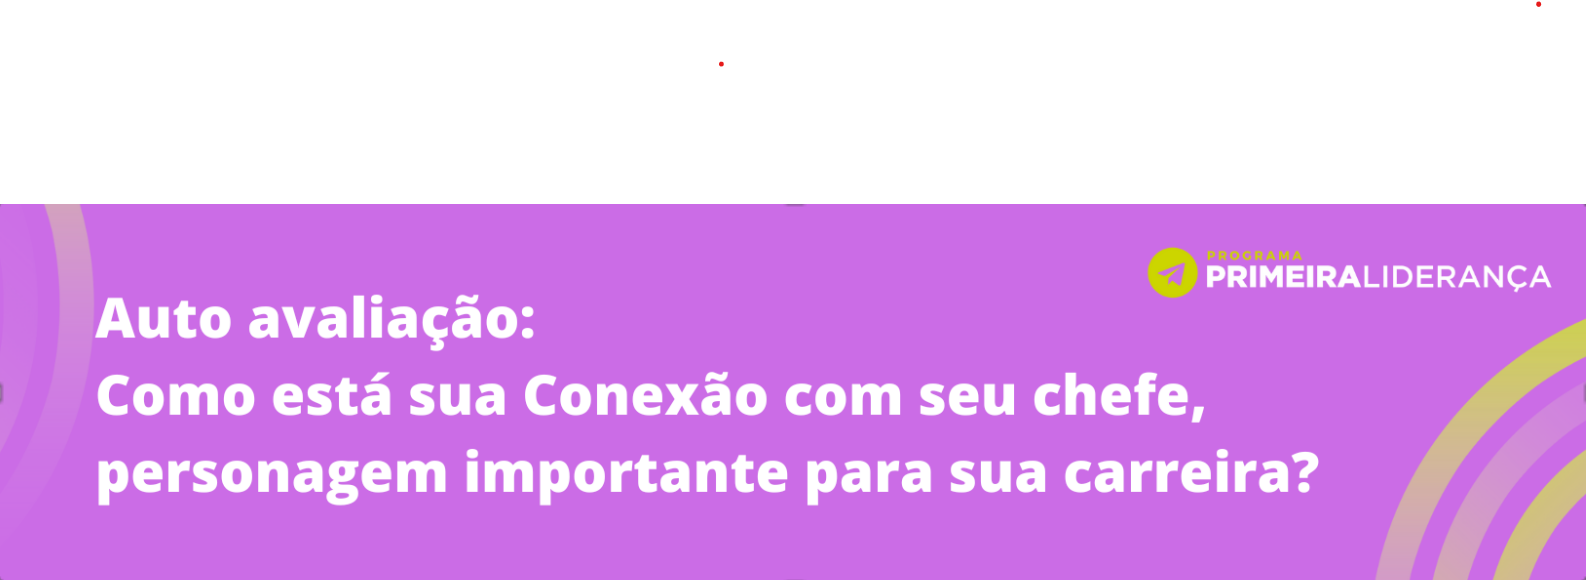 PROGRAMA
PRIMEIRALIDERANÇA
Auto avaliação:
Como está sua Conexão com seu chefe,
personagem importante para sua carreira?